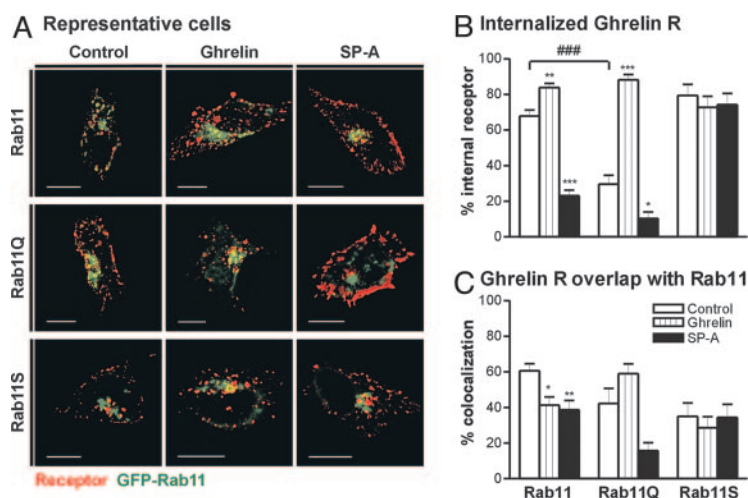 A Representative cells
Control Ghrelin SP-A
Rab11
Rab11Q
Rab11S
Receptor GFP-Rab11
B Internalized Ghrelin R
###
100
80
60
40
20
0
% internal receptor
** *** *** *
C Ghrelin R overlap with Rab11
100
80
60
40
20
0
% colocalization
Control
Ghrelin
SP-A
* **
Rab11 Rab11Q Rab11S